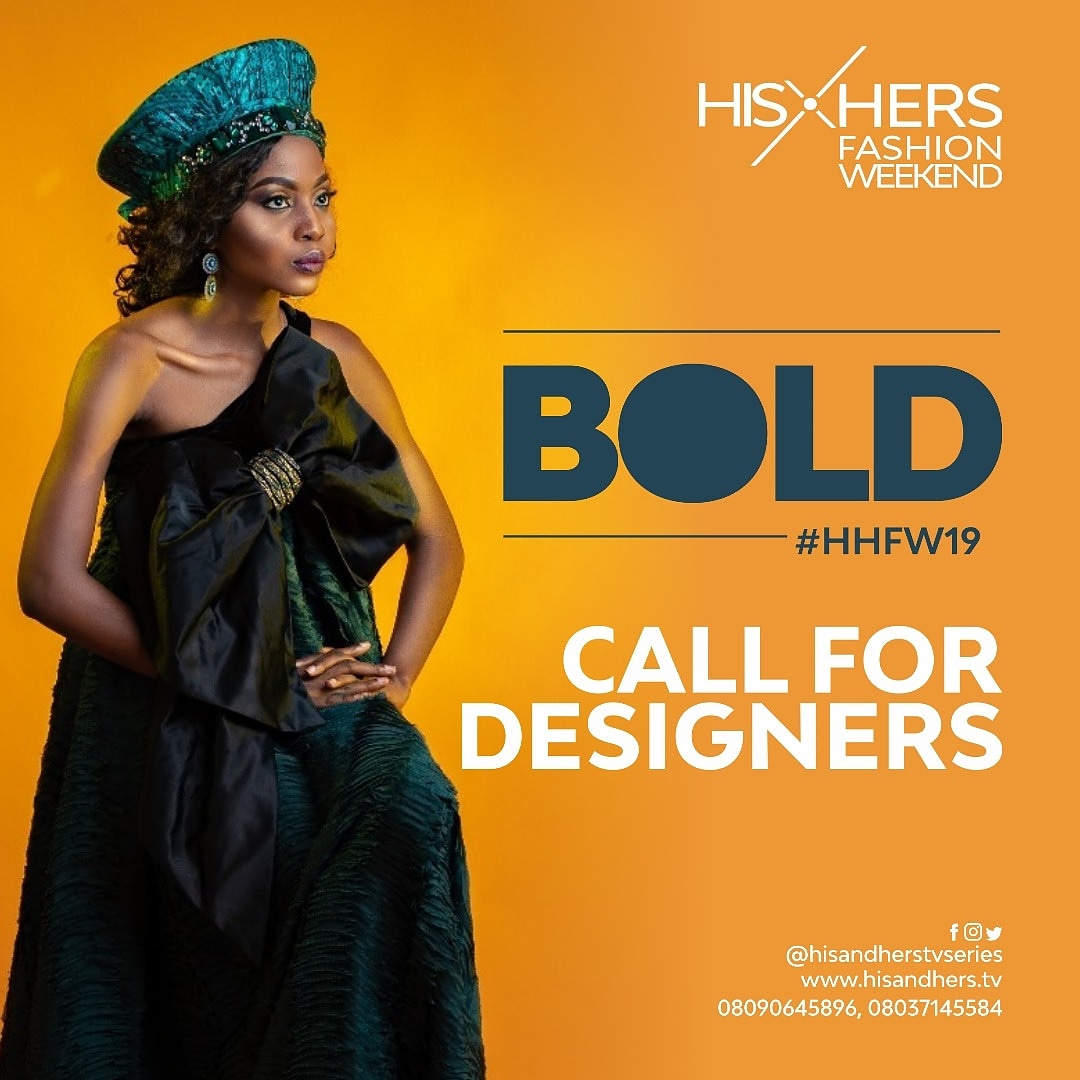 HIS X HERS
FASHION
WEEKEND
BOLD
#HHFW19
CALL FOR
DESIGNERS
@hisandherstvseries
www.hisandhers.tv
08090645896, 08037145584